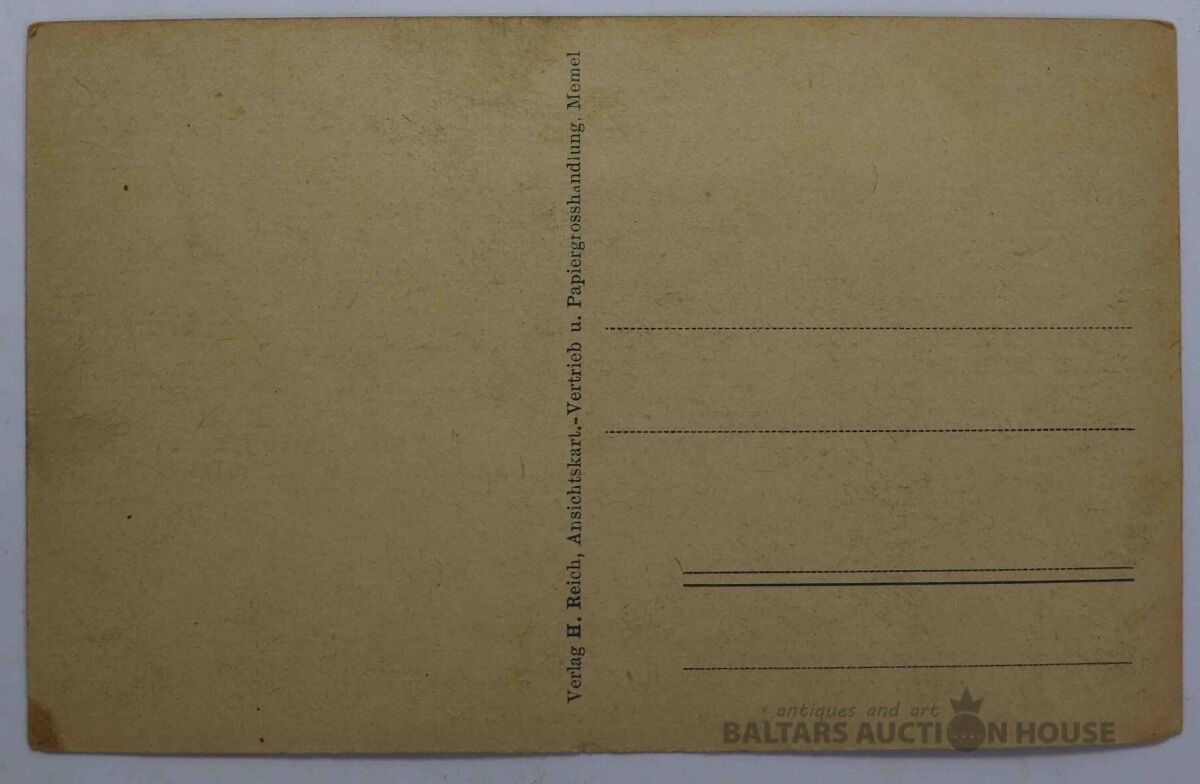 Verlag H. Reich, Ansichtskart.-Vertrieb u. Papiergrosshandlung, Memel
antiques and art
BALTARS AUCTION HOUSE